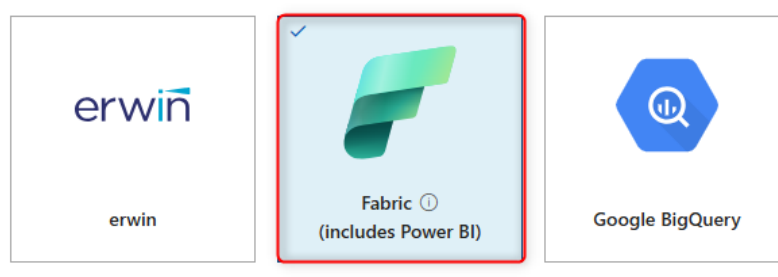 erwin
erwin
Fabric ⓘ
(includes Power BI)
Google BigQuery